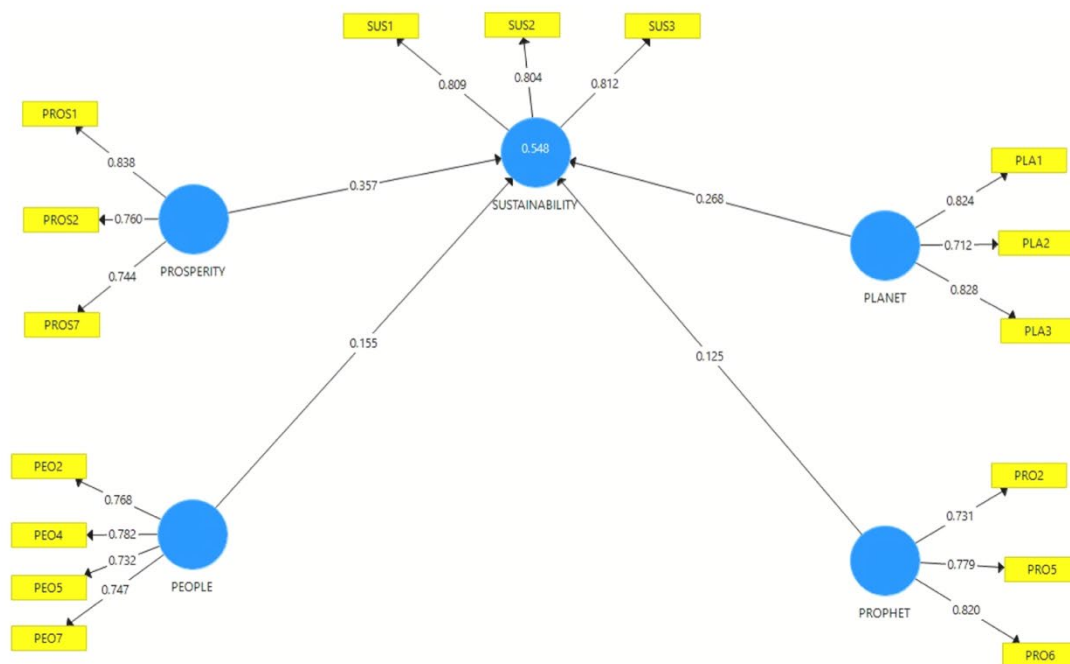 SUS1
SUS2
SUS3
0.809
0.804
0.812
PROS1
0.838
PROS2
0.760
0.744
PROS7
PROSPERITY
0.357
0.548
SUSTAINABILITY
0.268
PLA1
0.824
PLA2
0.712
0.828
PLA3
PLANET
0.155
0.125
PEO2
0.768
PEO4
0.782
PEO5
0.732
0.747
PEO7
PEOPLE
PRO2
0.731
PRO5
0.779
0.820
PRO6
PROPHET